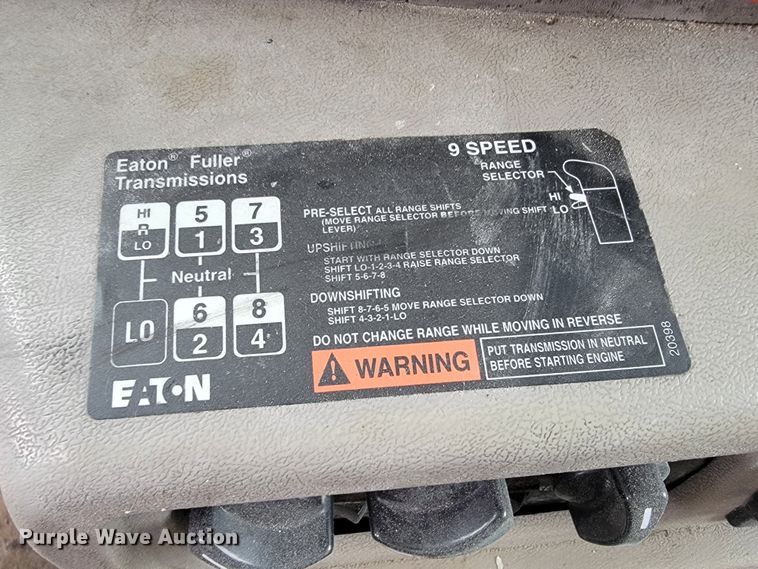 Eaton® Fuller®
Transmissions
9 SPEED
RANGE
SELECTOR
HI
LO
HI
R
LO
5
1
7
3
Neutral
LO
6
2
8
4
EATON
PRE-SELECT ALL RANGE SHIFTS
(MOVE RANGE SELECTOR BEFORE MOVING SHIFT
LEVER)
UPSHIFTING
START WITH RANGE SELECTOR DOWN
SHIFT LO-1-2-3-4 RAISE RANGE SELECTOR
SHIFT 5-6-7-8
DOWNSHIFTING
SHIFT 8-7-6-5 MOVE RANGE SELECTOR DOWN
SHIFT 4-3-2-1-LO
DO NOT CHANGE RANGE WHILE MOVING IN REVERSE
WARNING
PUT TRANSMISSION IN NEUTRAL
BEFORE STARTING ENGINE
20398
Purple Wave Auction®